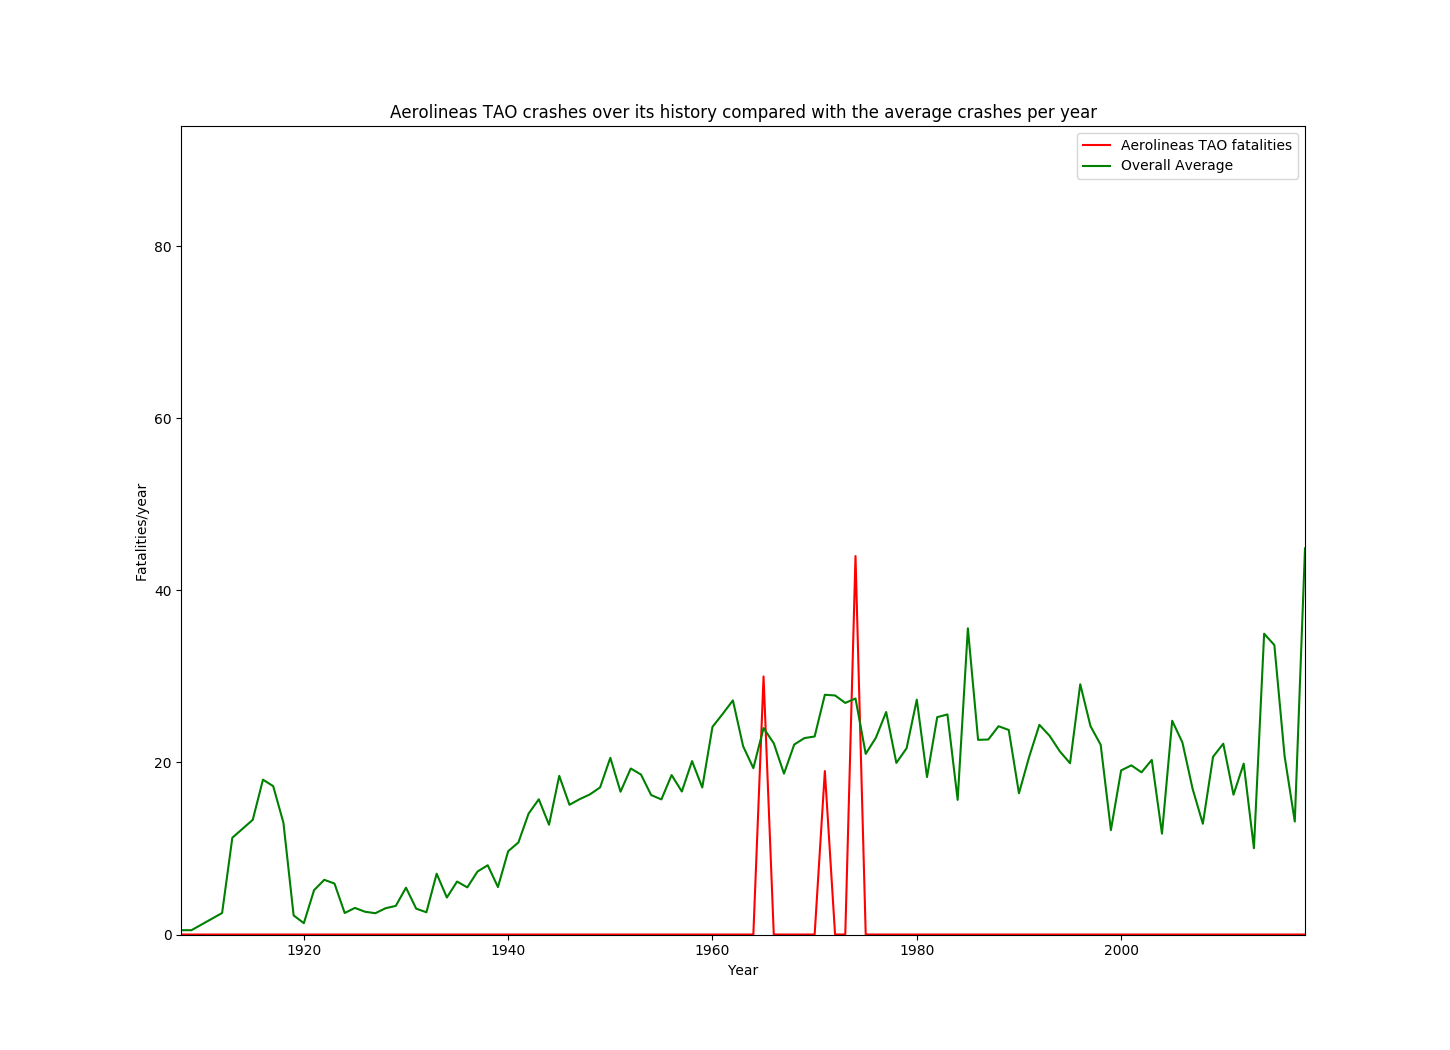 Aerolineas TAO crashes over its history compared with the average crashes per year
Aerolineas TAO fatalities
Overall Average
80
60
40
20
0
Fatalities/year
1920 1940 1960 1980 2000
Year